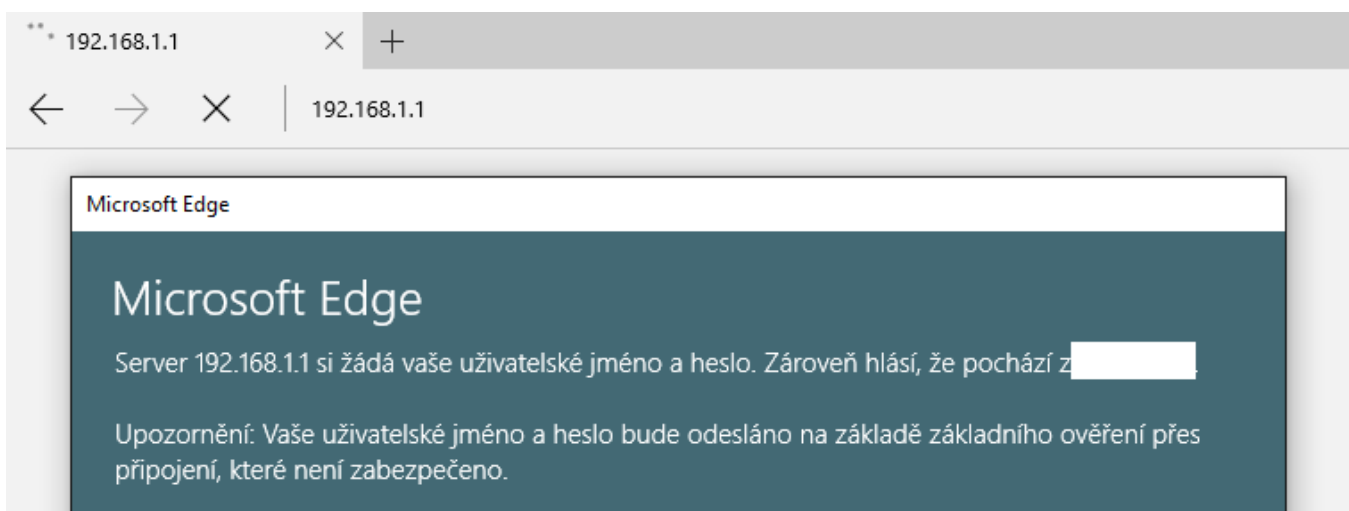 192.168.1.1
192.168.1.1
Microsoft Edge
Microsoft Edge
Server 192.168.1.1 si žádá vaše uživatelské jméno a heslo. Zároveň hlásí, že pochází z .
Upozornění: Vaše uživatelské jméno a heslo bude odesláno na základě základního ověření přes
připojení, které není zabezpečeno.